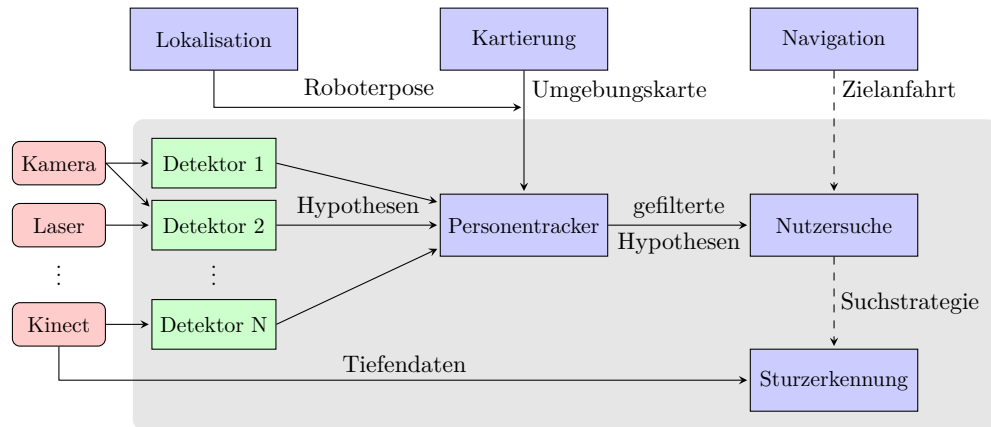 Lokalisation
Kartierung
Navigation
Roboterpose
Umgebungskarte
Zielanfahrt
Kamera
Detektor 1
Laser
Detektor 2
Hypothesen
Personentracker
gefilterte
Hypothesen
Nutzersuche
⋮
⋮
Kinect
Detektor N
Suchstrategie
Tiefendaten
Sturzerkennung